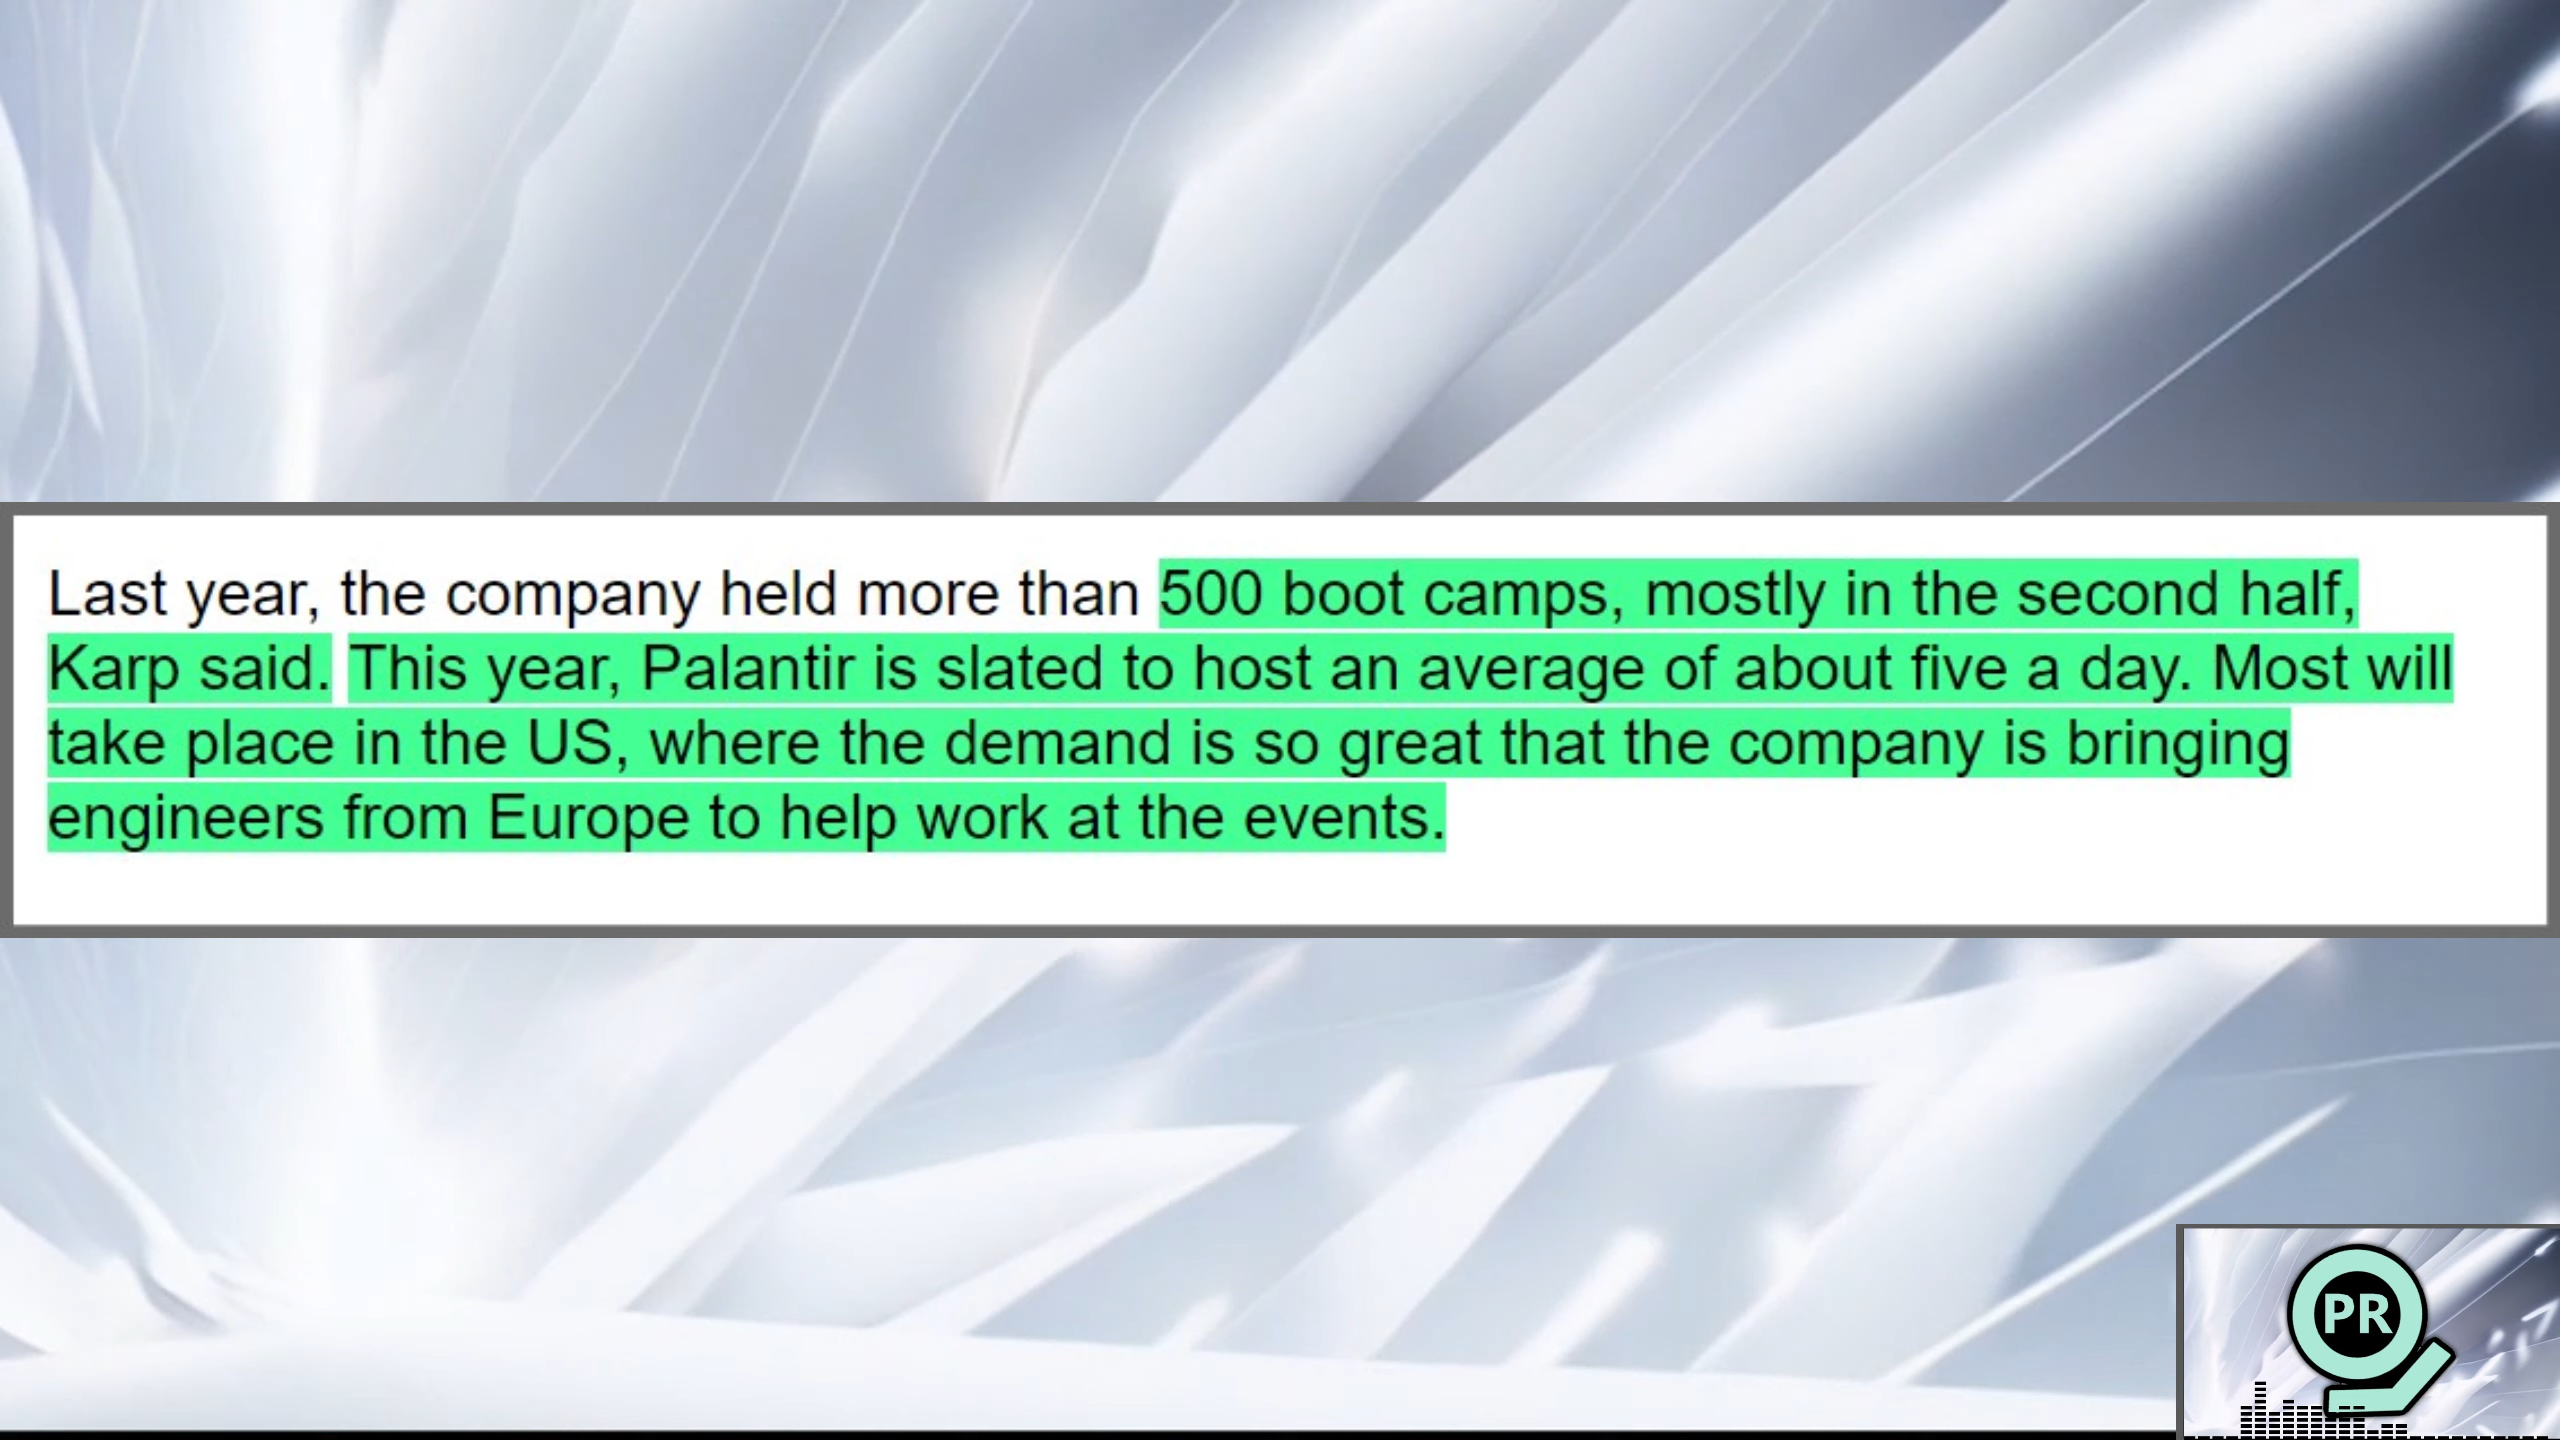 Last year, the company held more than 500 boot camps, mostly in the second half,
Karp said. This year, Palantir is slated to host an average of about five a day. Most will
take place in the US, where the demand is so great that the company is bringing
engineers from Europe to help work at the events.
PR